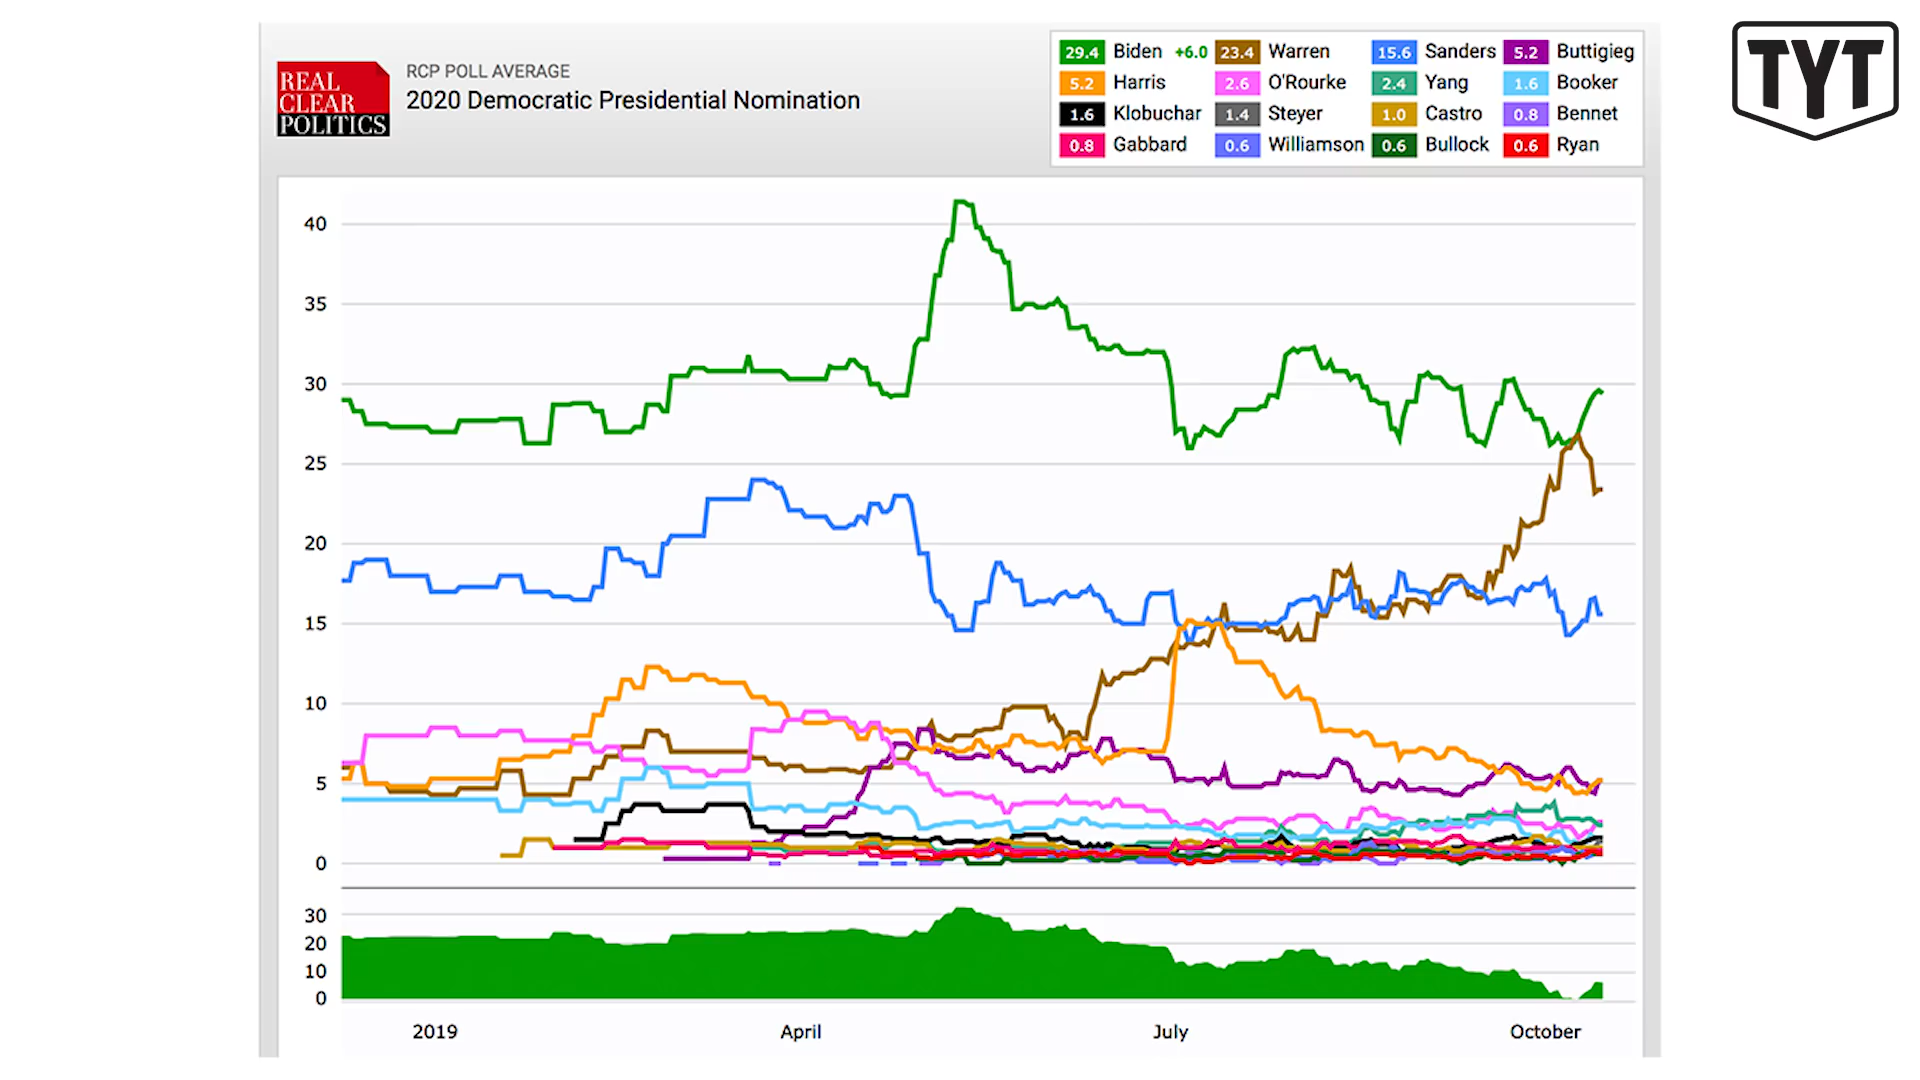 REAL
CLEAR
POLITICS
RCP POLL AVERAGE
2020 Democratic Presidential Nomination
29.4 Biden +6.0 23.4 Warren 15.6 Sanders 5.2 Buttigieg
5.2 Harris 2.6 O'Rourke 2.4 Yang 1.6 Booker
1.6 Klobuchar 1.4 Steyer 1.0 Castro 0.8 Bennet
0.8 Gabbard 0.6 Williamson 0.6 Bullock 0.6 Ryan
TYT
40
35
30
25
20
15
10
5
0
30
20
10
0
2019 April July October